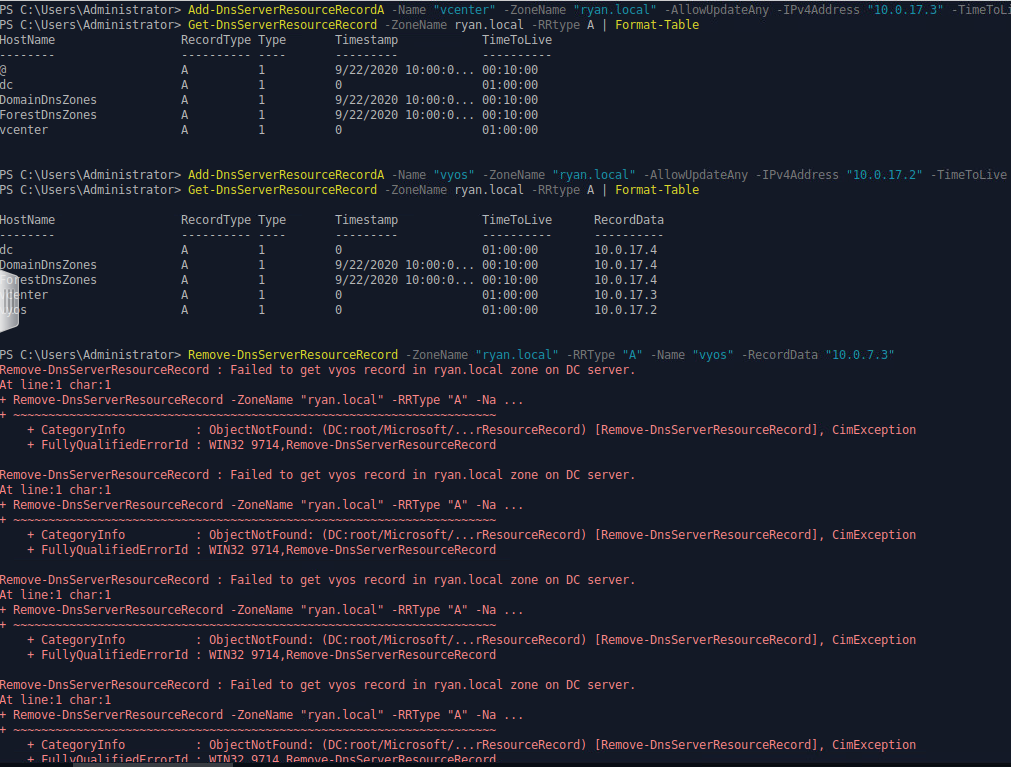 PS C:\Users\Administrator> Add-DnsServerResourceRecordA -Name "vcenter" -ZoneName "ryan.local" -AllowUpdateAny -IPv4Address "10.0.17.3" -TimeToLi
PS C:\Users\Administrator> Get-DnsServerResourceRecord -ZoneName ryan.local -RRtype A | Format-Table
HostName                  RecordType Type       Timestamp            TimeToLive
--------                  ---------- ----       ---------            ----------
@                         A          1          9/22/2020 10:00:0... 00:10:00
dc                        A          1          0                    01:00:00
DomainDnsZones            A          1          9/22/2020 10:00:0... 00:10:00
ForestDnsZones            A          1          9/22/2020 10:00:0... 00:10:00
vcenter                   A          1          0                    01:00:00
PS C:\Users\Administrator> Add-DnsServerResourceRecordA -Name "vyos" -ZoneName "ryan.local" -AllowUpdateAny -IPv4Address "10.0.17.2" -TimeToLive
PS C:\Users\Administrator> Get-DnsServerResourceRecord -ZoneName ryan.local -RRtype A | Format-Table
HostName                  RecordType Type       Timestamp            TimeToLive      RecordData
--------                  ---------- ----       ---------            ----------      ----------
dc                        A          1          0                    01:00:00        10.0.17.4
DomainDnsZones            A          1          9/22/2020 10:00:0... 00:10:00        10.0.17.4
ForestDnsZones            A          1          9/22/2020 10:00:0... 00:10:00        10.0.17.4
vcenter                   A          1          0                    01:00:00        10.0.17.3
vyos                      A          1          0                    01:00:00        10.0.17.2
PS C:\Users\Administrator> Remove-DnsServerResourceRecord -ZoneName "ryan.local" -RRType "A" -Name "vyos" -RecordData "10.0.7.3"
Remove-DnsServerResourceRecord : Failed to get vyos record in ryan.local zone on DC server.
At line:1 char:1
+ Remove-DnsServerResourceRecord -ZoneName "ryan.local" -RRType "A" -Na ...
+ ~~~~~~~~~~~~~~~~~~~~~~~~~~~~~~~~~~~~~~~~~~~~~~~~~~~~~~~~~~~~~~~~~~~~~
    + CategoryInfo          : ObjectNotFound: (DC:root/Microsoft/...rResourceRecord) [Remove-DnsServerResourceRecord], CimException
    + FullyQualifiedErrorId : WIN32 9714,Remove-DnsServerResourceRecord
Remove-DnsServerResourceRecord : Failed to get vyos record in ryan.local zone on DC server.
At line:1 char:1
+ Remove-DnsServerResourceRecord -ZoneName "ryan.local" -RRType "A" -Na ...
+ ~~~~~~~~~~~~~~~~~~~~~~~~~~~~~~~~~~~~~~~~~~~~~~~~~~~~~~~~~~~~~~~~~~~~~
    + CategoryInfo          : ObjectNotFound: (DC:root/Microsoft/...rResourceRecord) [Remove-DnsServerResourceRecord], CimException
    + FullyQualifiedErrorId : WIN32 9714,Remove-DnsServerResourceRecord
Remove-DnsServerResourceRecord : Failed to get vyos record in ryan.local zone on DC server.
At line:1 char:1
+ Remove-DnsServerResourceRecord -ZoneName "ryan.local" -RRType "A" -Na ...
+ ~~~~~~~~~~~~~~~~~~~~~~~~~~~~~~~~~~~~~~~~~~~~~~~~~~~~~~~~~~~~~~~~~~~~~
    + CategoryInfo          : ObjectNotFound: (DC:root/Microsoft/...rResourceRecord) [Remove-DnsServerResourceRecord], CimException
    + FullyQualifiedErrorId : WIN32 9714,Remove-DnsServerResourceRecord
Remove-DnsServerResourceRecord : Failed to get vyos record in ryan.local zone on DC server.
At line:1 char:1
+ Remove-DnsServerResourceRecord -ZoneName "ryan.local" -RRType "A" -Na ...
+ ~~~~~~~~~~~~~~~~~~~~~~~~~~~~~~~~~~~~~~~~~~~~~~~~~~~~~~~~~~~~~~~~~~~~~
    + CategoryInfo          : ObjectNotFound: (DC:root/Microsoft/...rResourceRecord) [Remove-DnsServerResourceRecord], CimException
    + FullyQualifiedErrorId : WIN32 9714,Remove-DnsServerResourceRecord